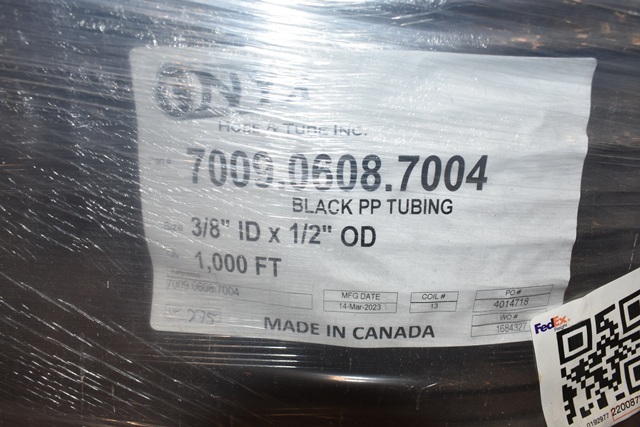 HOSE & TUBE INC.
7009.0608.7004
BLACK PP TUBING
Size 3/8" ID x 1/2" OD
1,000 FT
7009.0608.7004
MFG DATE
14-Mar-2023
COIL #
13
PO #
4014718
WO #
1684327
MADE IN CANADA
FedEx